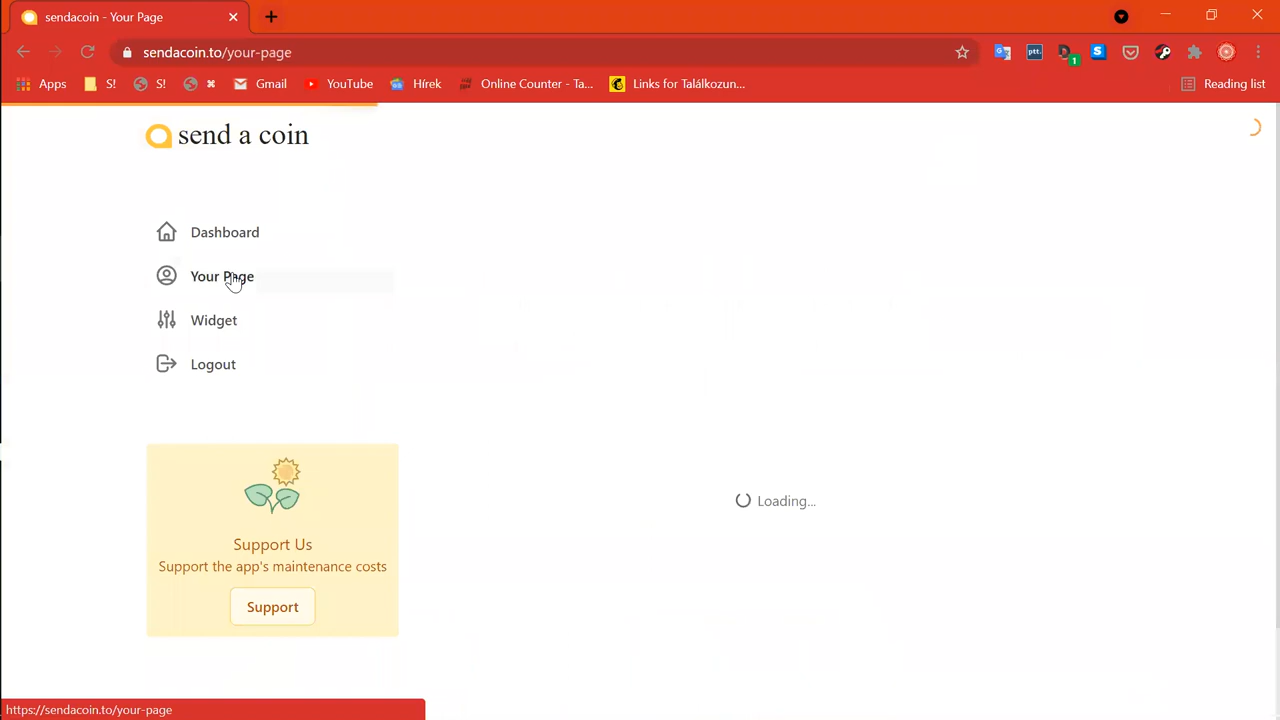 sendacoin - Your Page
sendacoin.to/your-page
ptt.
1
S
Apps
S!
S!
Gmail
YouTube
Hírek
Online Counter - Ta...
Links for Találkozun...
Reading list
send a coin
Dashboard
Your Page
Widget
Logout
Loading...
Support Us
Support the app's maintenance costs
Support
https://sendacoin.to/your-page